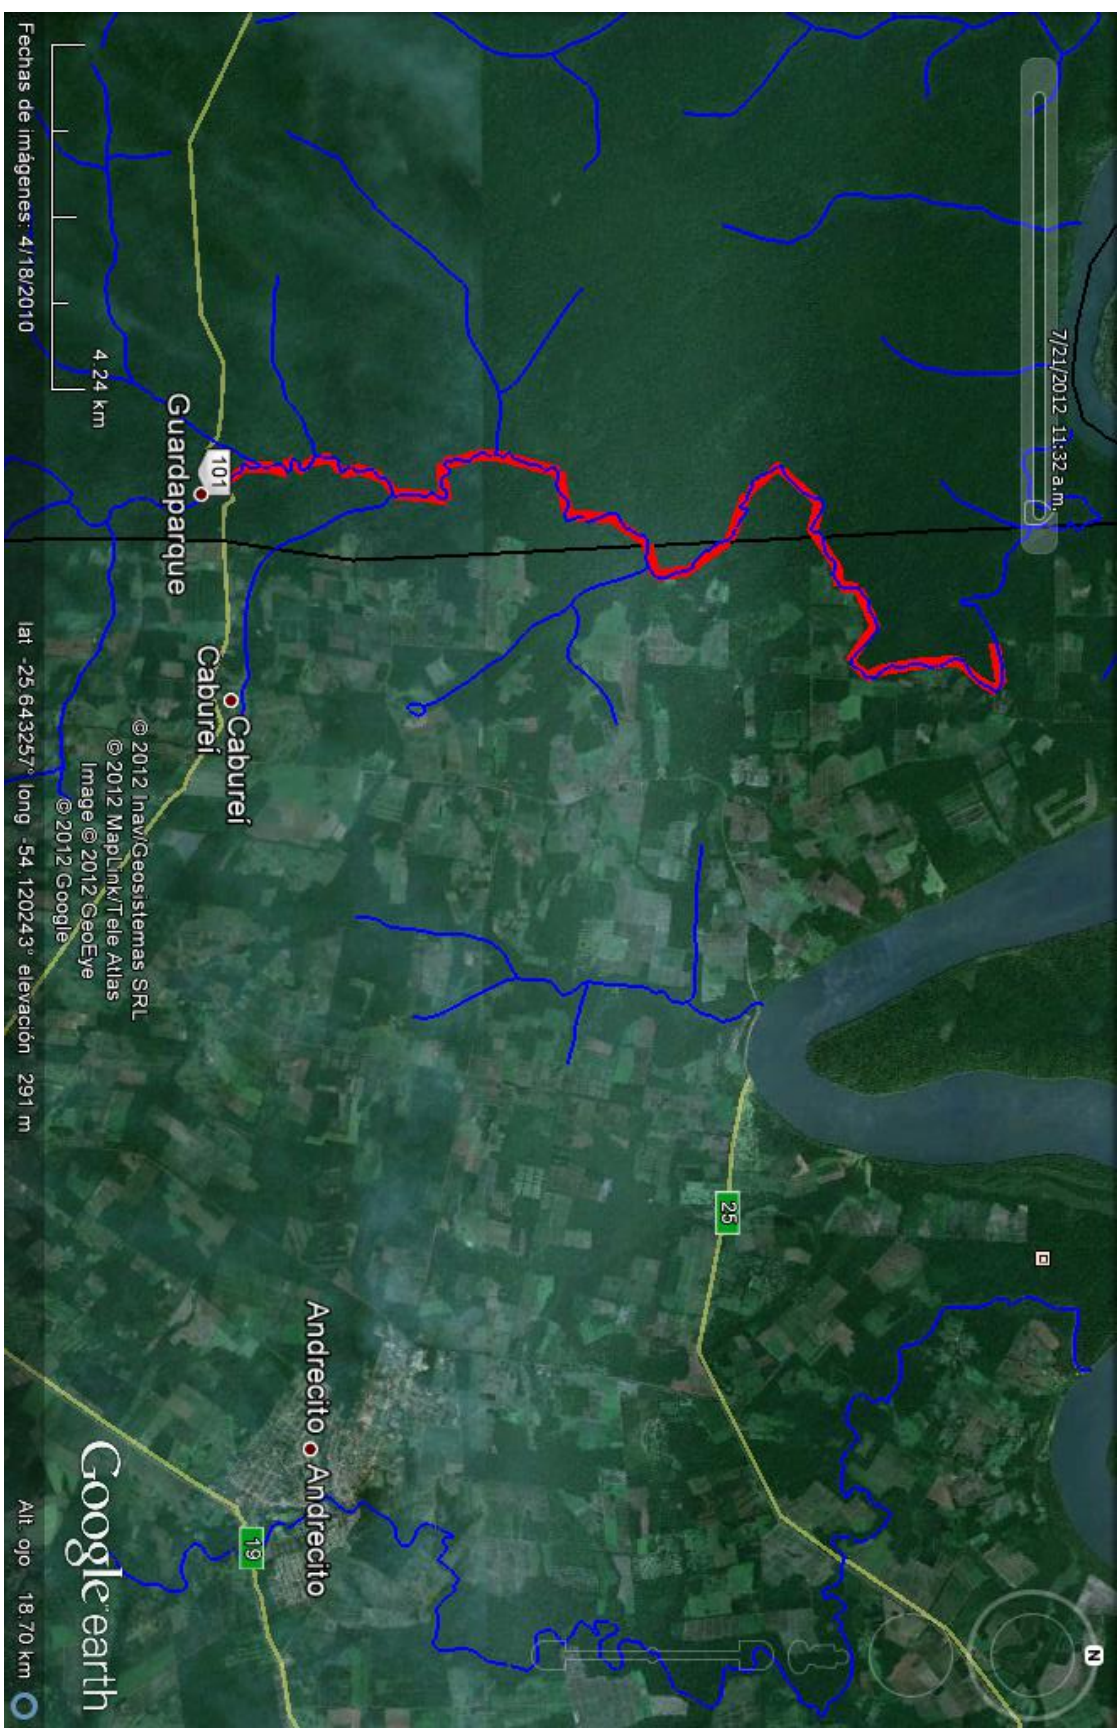 7/21/2012 11:32 a.m.
N
25
101
Guardaparque
Caburei
Cabureí
Andrecito
Andrecito
19
© 2012 Inav/Geosistemas SRL
© 2012 MapLink/Tele Atlas
Image © 2012 GeoEye
© 2012 Google
4.24 km
Google earth
Fechas de imágenes: 4/18/2010
lat -25.643257° long -54.120243° elevación 291 m
Alt. ojo 18.70 km